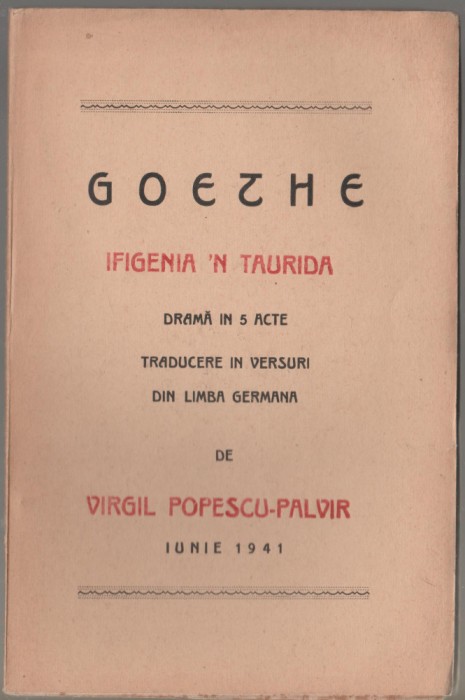 GOETHE
IFIGENIA 'N TAURIDA
DRAMĂ IN 5 ACTE
TRADUCERE IN VERSURI
DIN LIMBA GERMANA
DE
VIRGIL POPESCU-PALVIR
IUNIE 1941